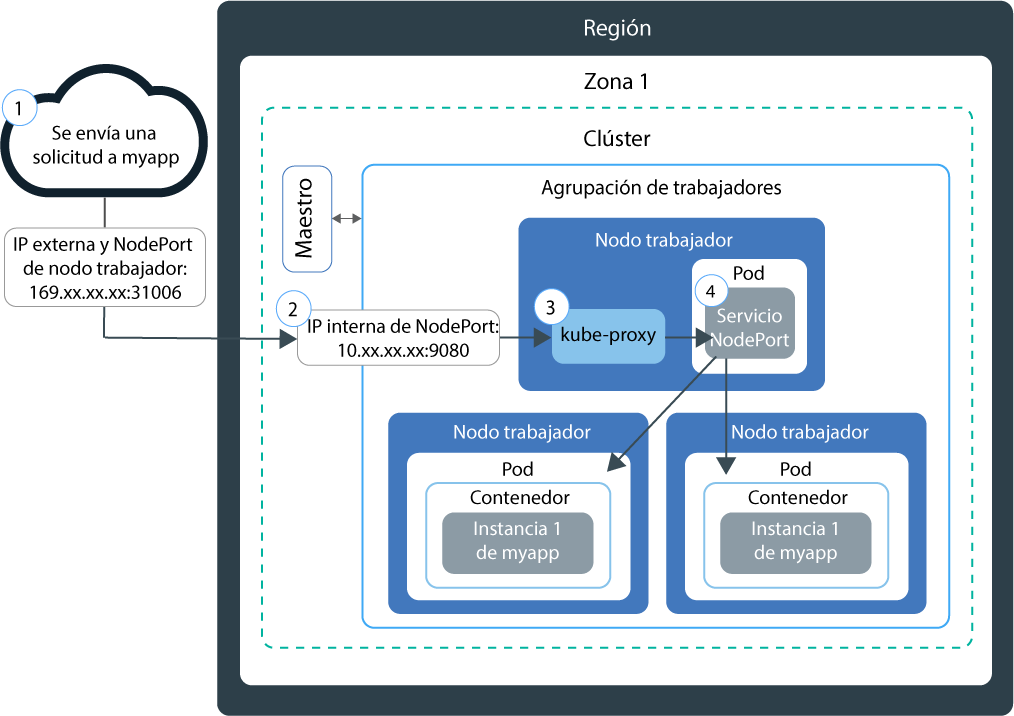 Región
Zona 1
Clúster
1
Se envía una
solicitud a myapp
IP externa y NodePort
de nodo trabajador:
169.xx.xx.xx:31006
Maestro
Agrupación de trabajadores
2
IP interna de NodePort:
10.xx.xx.xx:9080
Nodo trabajador
3
kube-proxy
Pod
4
Servicio
NodePort
Nodo trabajador
Pod
Contenedor
Instancia 1
de myapp
Nodo trabajador
Pod
Contenedor
Instancia 1
de myapp